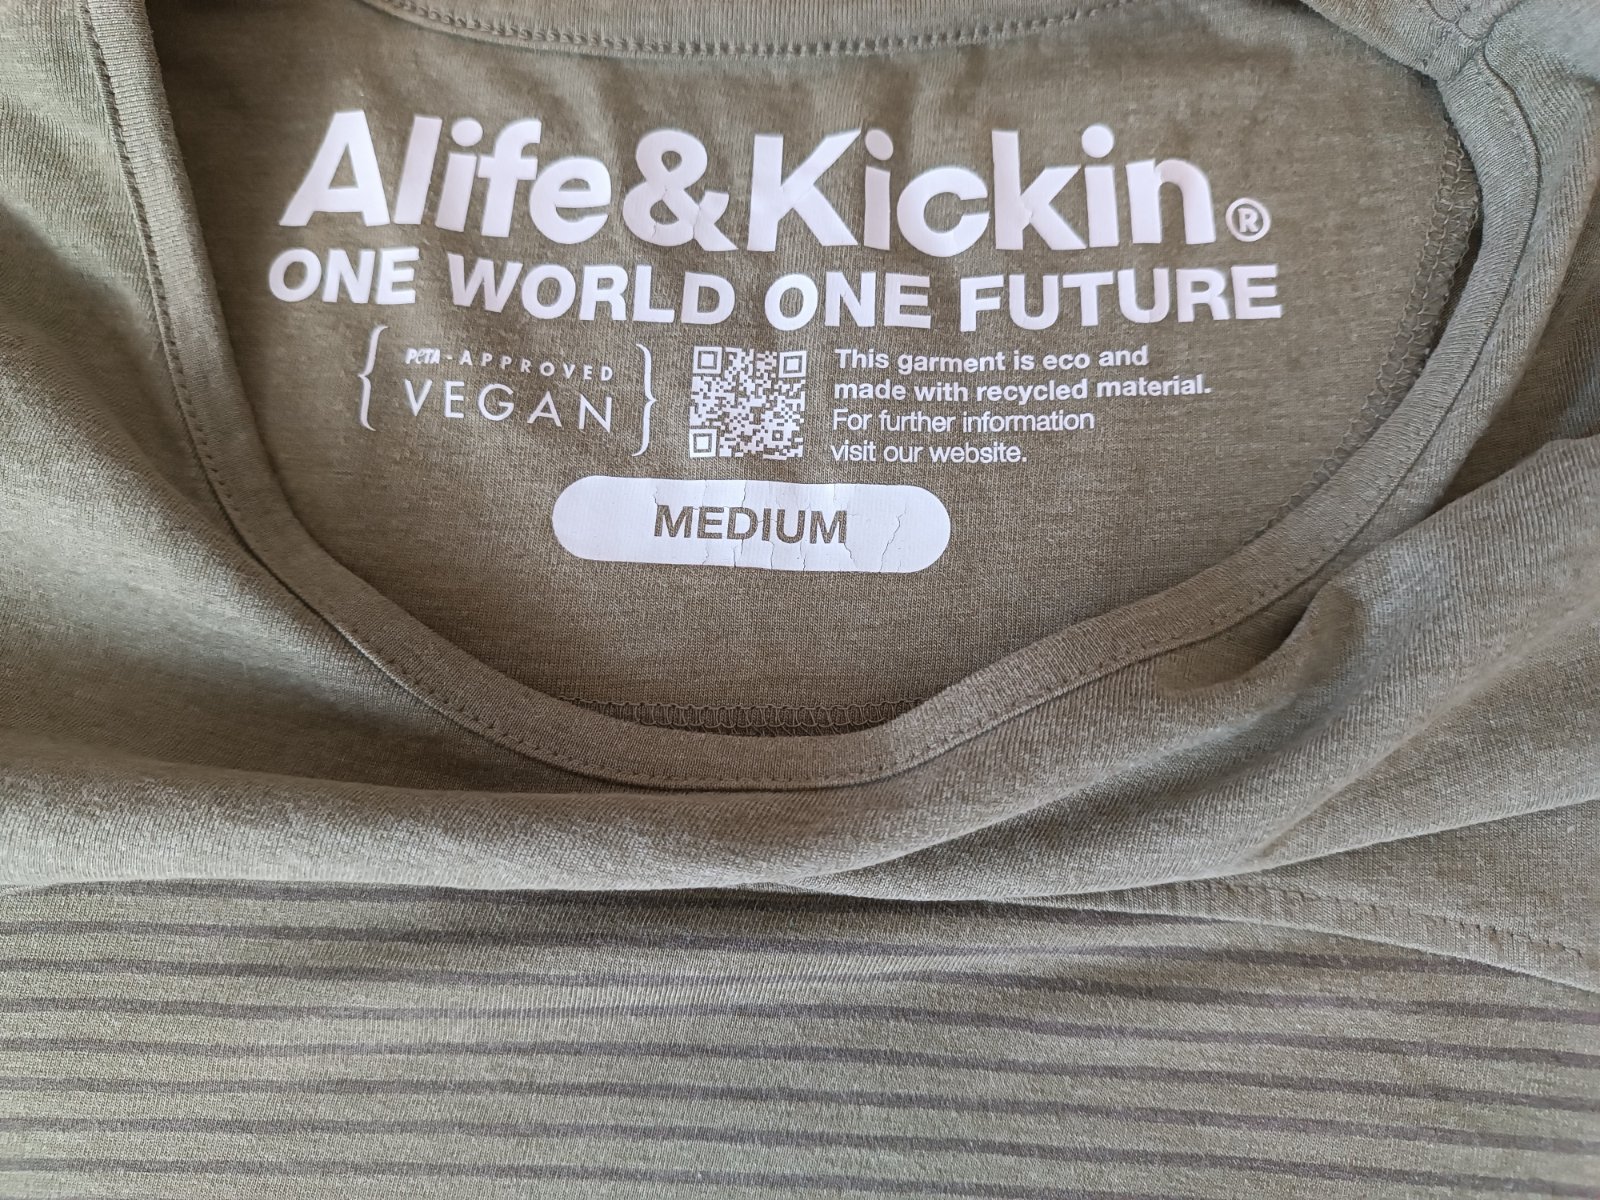 Alife&Kickin®
ONE WORLD ONE FUTURE
PETA-APPROVED
VEGAN
This garment is eco and
made with recycled material.
For further information
visit our website.
MEDIUM